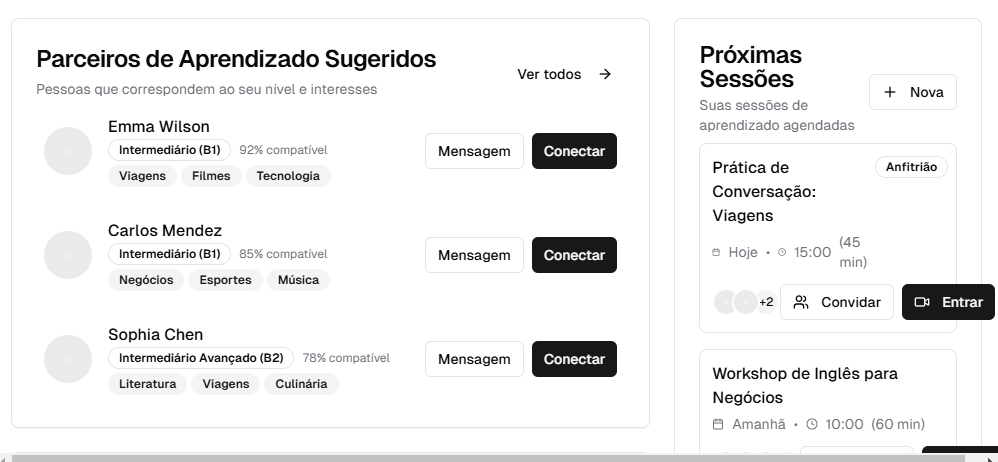 Parceiros de Aprendizado Sugeridos
Pessoas que correspondem ao seu nível e interesses
Ver todos
Emma Wilson
Intermediário (B1) 92% compatível
Viagens Filmes Tecnologia
Mensagem Conectar
Carlos Mendez
Intermediário (B1) 85% compatível
Negócios Esportes Música
Mensagem Conectar
Sophia Chen
Intermediário Avançado (B2) 78% compatível
Literatura Viagens Culinária
Mensagem Conectar
Próximas
Sessões
Suas sessões de
aprendizado agendadas
Nova
Prática de
Conversação:
Viagens
Anfitrião
Hoje • 15:00 (45
min)
+2 Convidar Entrar
Workshop de Inglês para
Negócios
Amanhã • 10:00 (60 min)